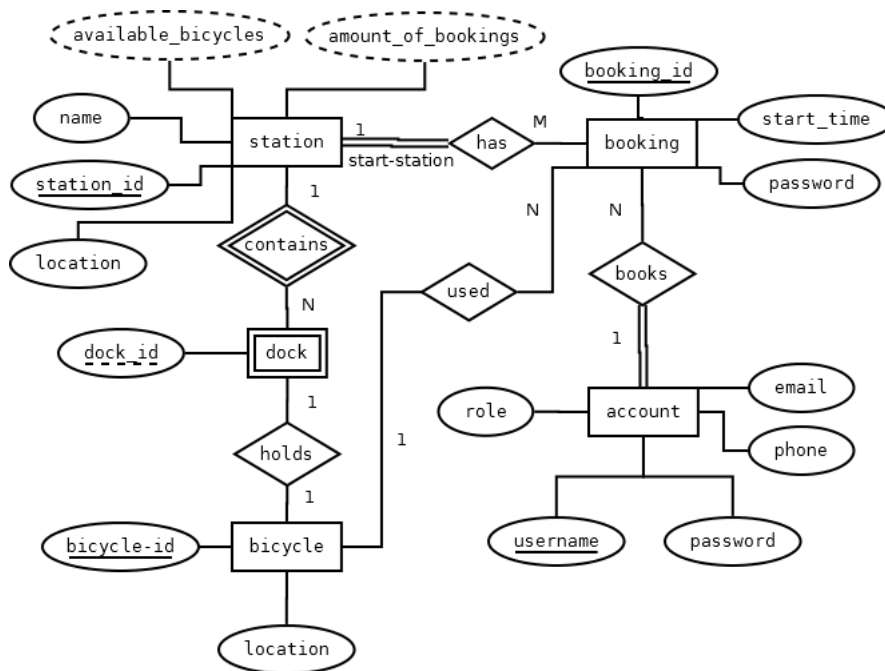 available_bicycles
amount_of_bookings
booking_id
name
station
1
start-station
has
M
booking
start_time
station_id
password
1
N
N
location
contains
books
used
N
dock_id
dock
1
email
role
account
1
1
phone
holds
1
bicycle-id
bicycle
username
password
location